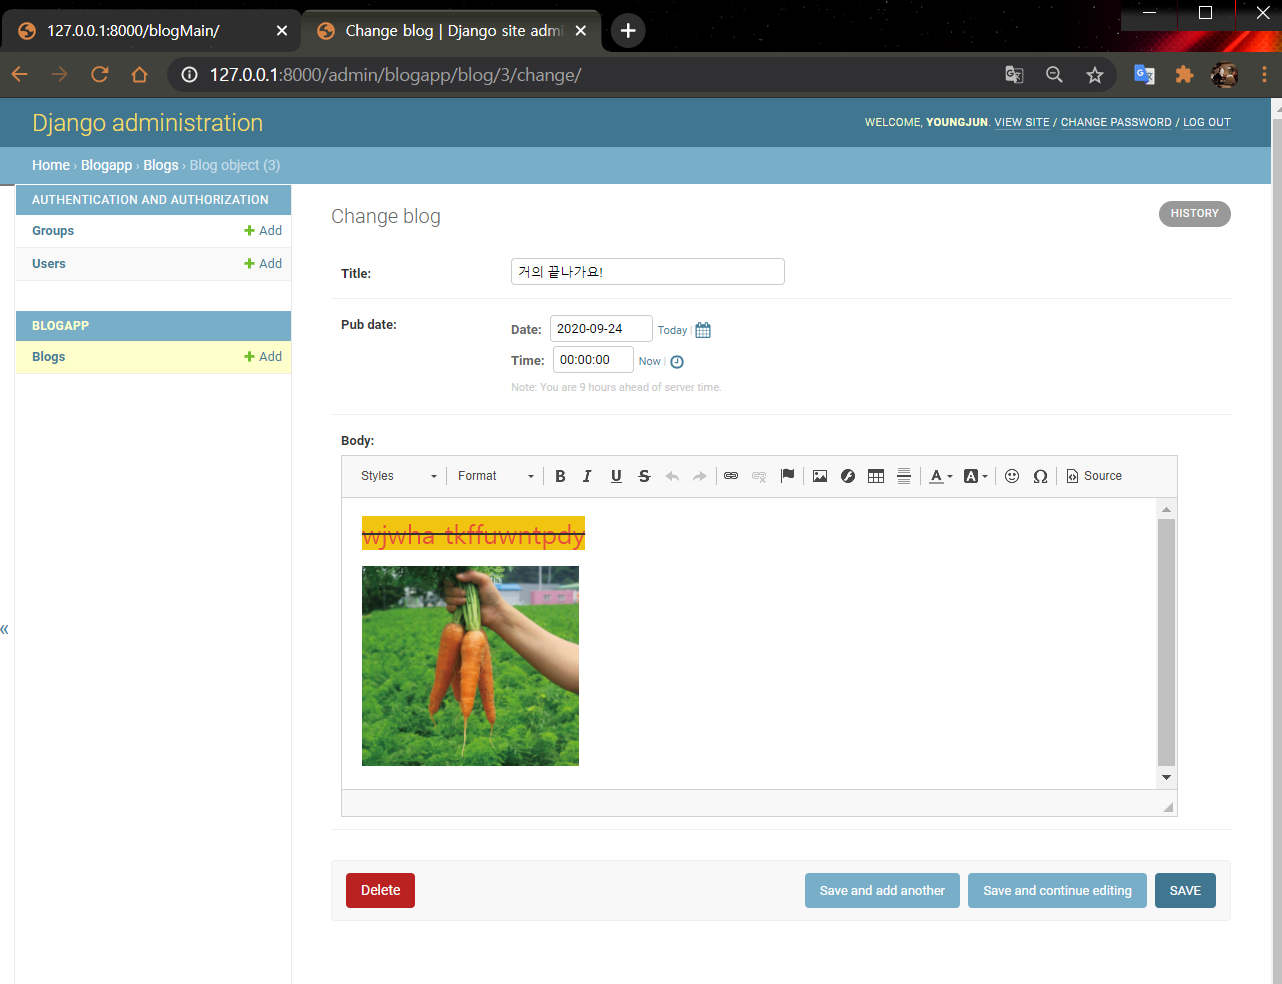 127.0.0.1:8000/blogMain/
Change blog | Django site admi
127.0.0.1:8000/admin/blogapp/blog/3/change/
Django administration
WELCOME, YOUNGJUN. VIEW SITE / CHANGE PASSWORD / LOG OUT
Home › Blogapp › Blogs › Blog object (3)
AUTHENTICATION AND AUTHORIZATION
Groups + Add
Users + Add
BLOGAPP
Blogs + Add
«
Change blog
HISTORY
Title: 거의 끝나가요!
Pub date:
Date: 2020-09-24 Today |
Time: 00:00:00 Now |
Note: You are 9 hours ahead of server time.
Body:
Styles Format B I U S A A Ω Source
wjwha tkffuwntpdy
Delete
Save and add another
Save and continue editing
SAVE